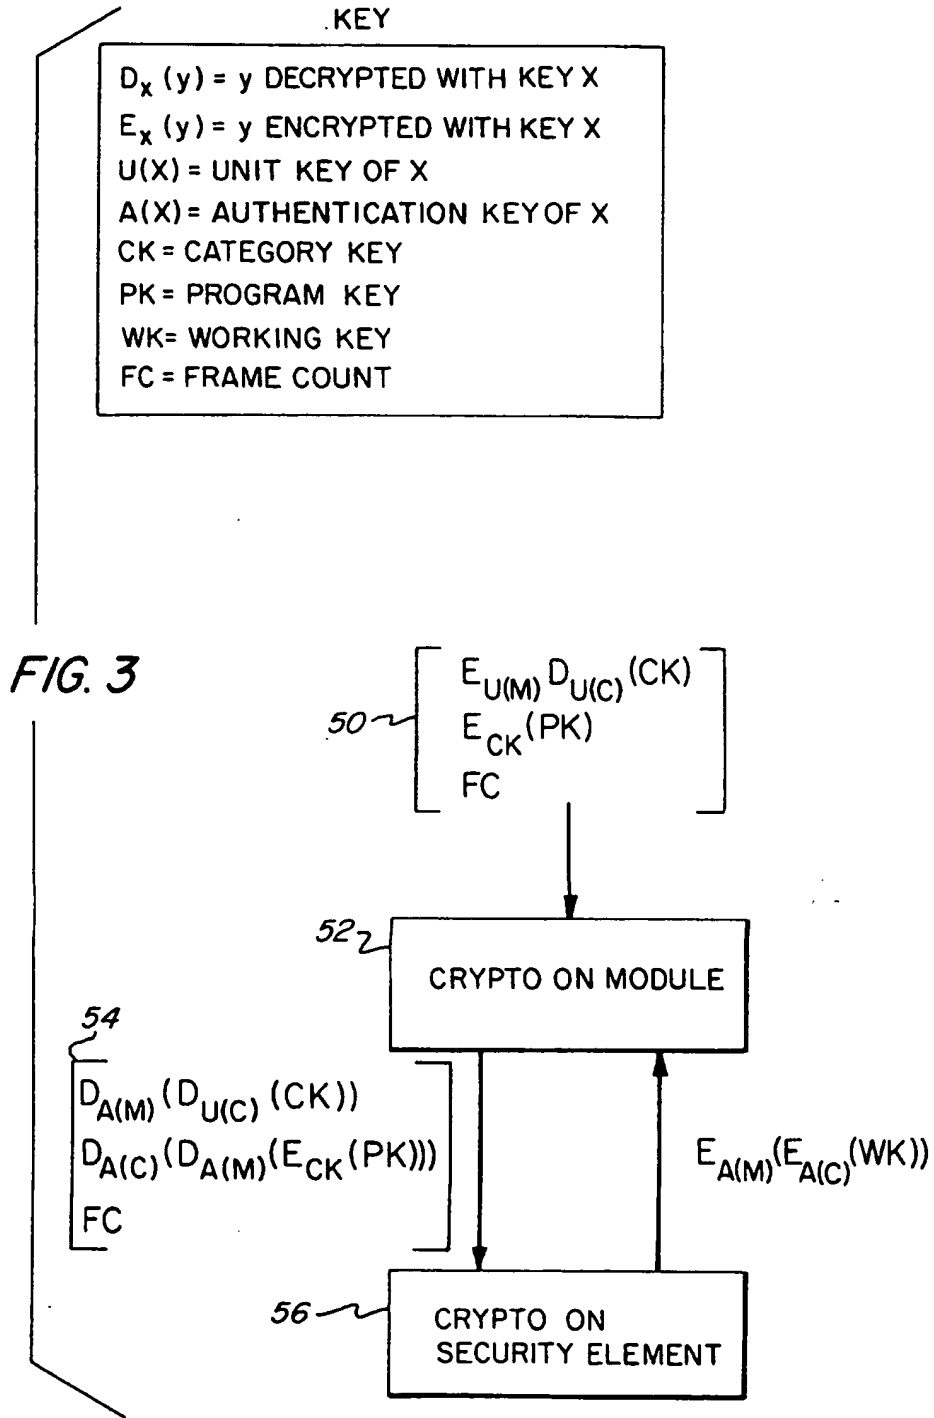 .KEY
Dx (y) = y DECRYPTED WITH KEY X
Ex (y) = y ENCRYPTED WITH KEY X
U(X) = UNIT KEY OF X
A(X) = AUTHENTICATION KEY OF X
CK = CATEGORY KEY
PK = PROGRAM KEY
WK= WORKING KEY
FC = FRAME COUNT
FIG. 3
50
EU(M) DU(C) (CK)
ECK (PK)
FC
52
CRYPTO ON MODULE
54
DA(M) (DU(C) (CK))
DA(C) (DA(M) (ECK (PK)))
FC
EA(M) (EA(C) (WK))
56
CRYPTO ON
SECURITY ELEMENT